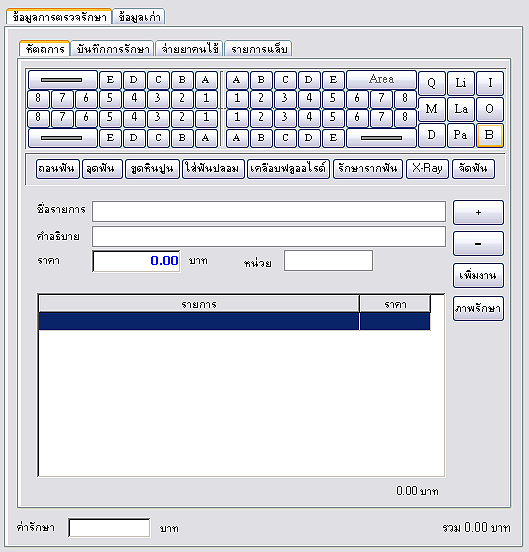 ข้อมูลการตรวจรักษา ข้อมูลเก่า
หัตถการ บันทึกการรักษา จ่ายยาคนไข้ รายการแล็บ
E D C B A A B C D E Area Q Li I
8 7 6 5 4 3 2 1 1 2 3 4 5 6 7 8
M La O
8 7 6 5 4 3 2 1 1 2 3 4 5 6 7 8
E D C B A A B C D E D Pa B
ถอนฟัน อุดฟัน ขูดหินปูน ใส่ฟันปลอม เคลือบฟลูออไรด์ รักษารากฟัน X-Ray จัดฟัน
ชื่อรายการ +
คำอธิบาย -
ราคา 0.00 บาท หน่วย เพิ่มงาน
รายการ ราคา ภาพรักษา
0.00 บาท
ค่ารักษา บาท รวม 0.00 บาท